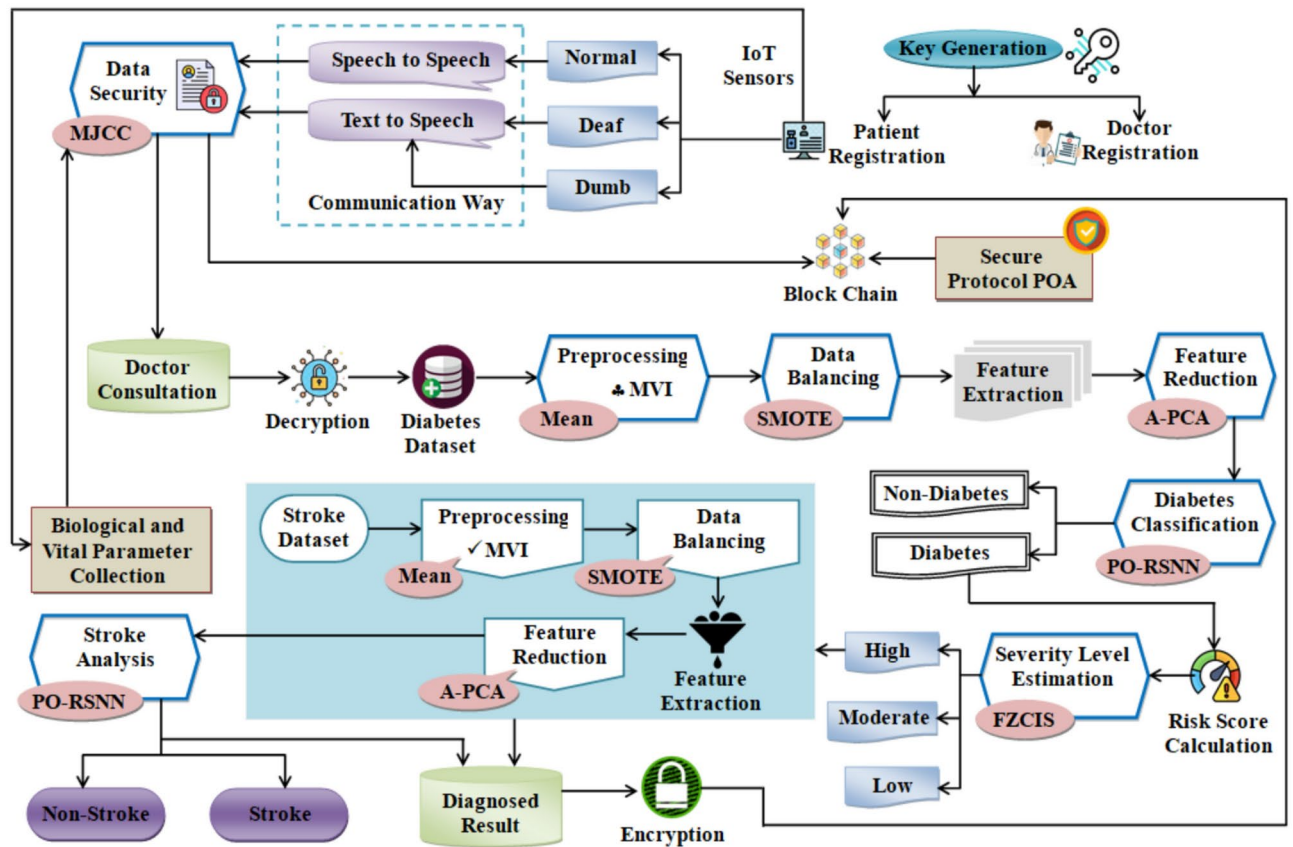 Data
Security
MJCC
Speech to Speech
Text to Speech
Communication Way
Normal
Deaf
Dumb
IoT
Sensors
Key Generation
Patient
Registration
Doctor
Registration
Block Chain
Secure
Protocol POA
Doctor
Consultation
Decryption
Diabetes
Dataset
Preprocessing
♣ MVI
Mean
Data
Balancing
SMOTE
Feature
Extraction
Feature
Reduction
A-PCA
Biological and
Vital Parameter
Collection
Stroke
Dataset
Preprocessing
✓ MVI
Mean
Data
Balancing
SMOTE
Non-Diabetes
Diabetes
Diabetes
Classification
PO-RSNN
Stroke
Analysis
PO-RSNN
Feature
Reduction
A-PCA
Feature
Extraction
High
Moderate
Low
Severity Level
Estimation
FZCIS
Risk Score
Calculation
Non-Stroke
Stroke
Diagnosed
Result
Encryption